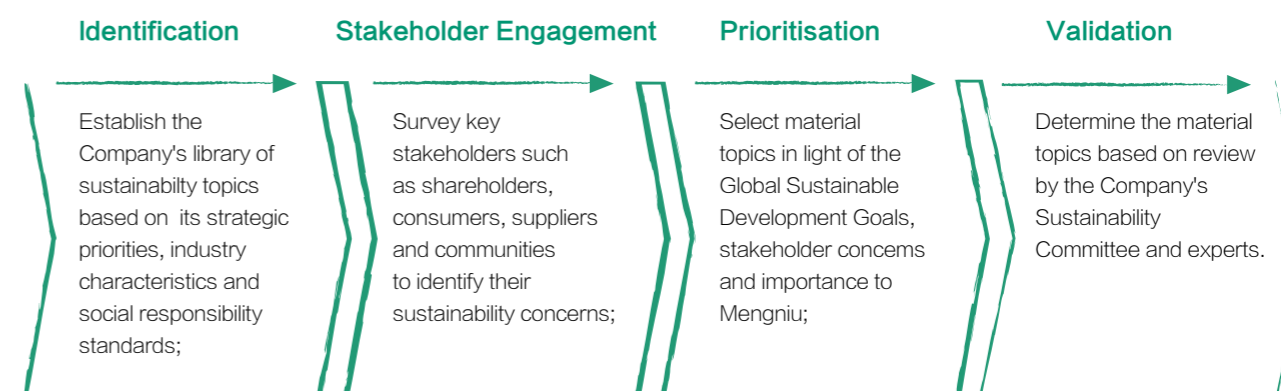 Identification
Establish the
Company's library of
sustainabilty topics
based on  its strategic
priorities, industry
characteristics and
social responsibility
standards;
Stakeholder Engagement
Survey key
stakeholders such
as shareholders,
consumers, suppliers
and communities
to identify their
sustainability concerns;
Prioritisation
Select material
topics in light of the
Global Sustainable
Development Goals,
stakeholder concerns
and importance to
Mengniu;
Validation
Determine the material
topics based on review
by the Company's
Sustainability
Committee and experts.